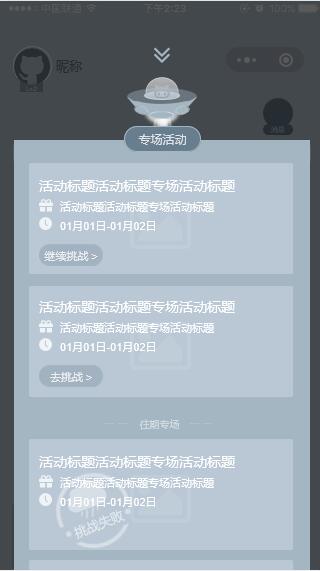 中国联通
下午2:23
100%
昵称
消息
专场活动
活动标题活动标题专场活动标题
活动标题活动标题专场活动标题
01月01日-01月02日
继续挑战 >
活动标题活动标题专场活动标题
活动标题活动标题专场活动标题
01月01日-01月02日
去挑战 >
往期专场
活动标题活动标题专场活动标题
活动标题活动标题专场活动标题
01月01日-01月02日
挑战失败